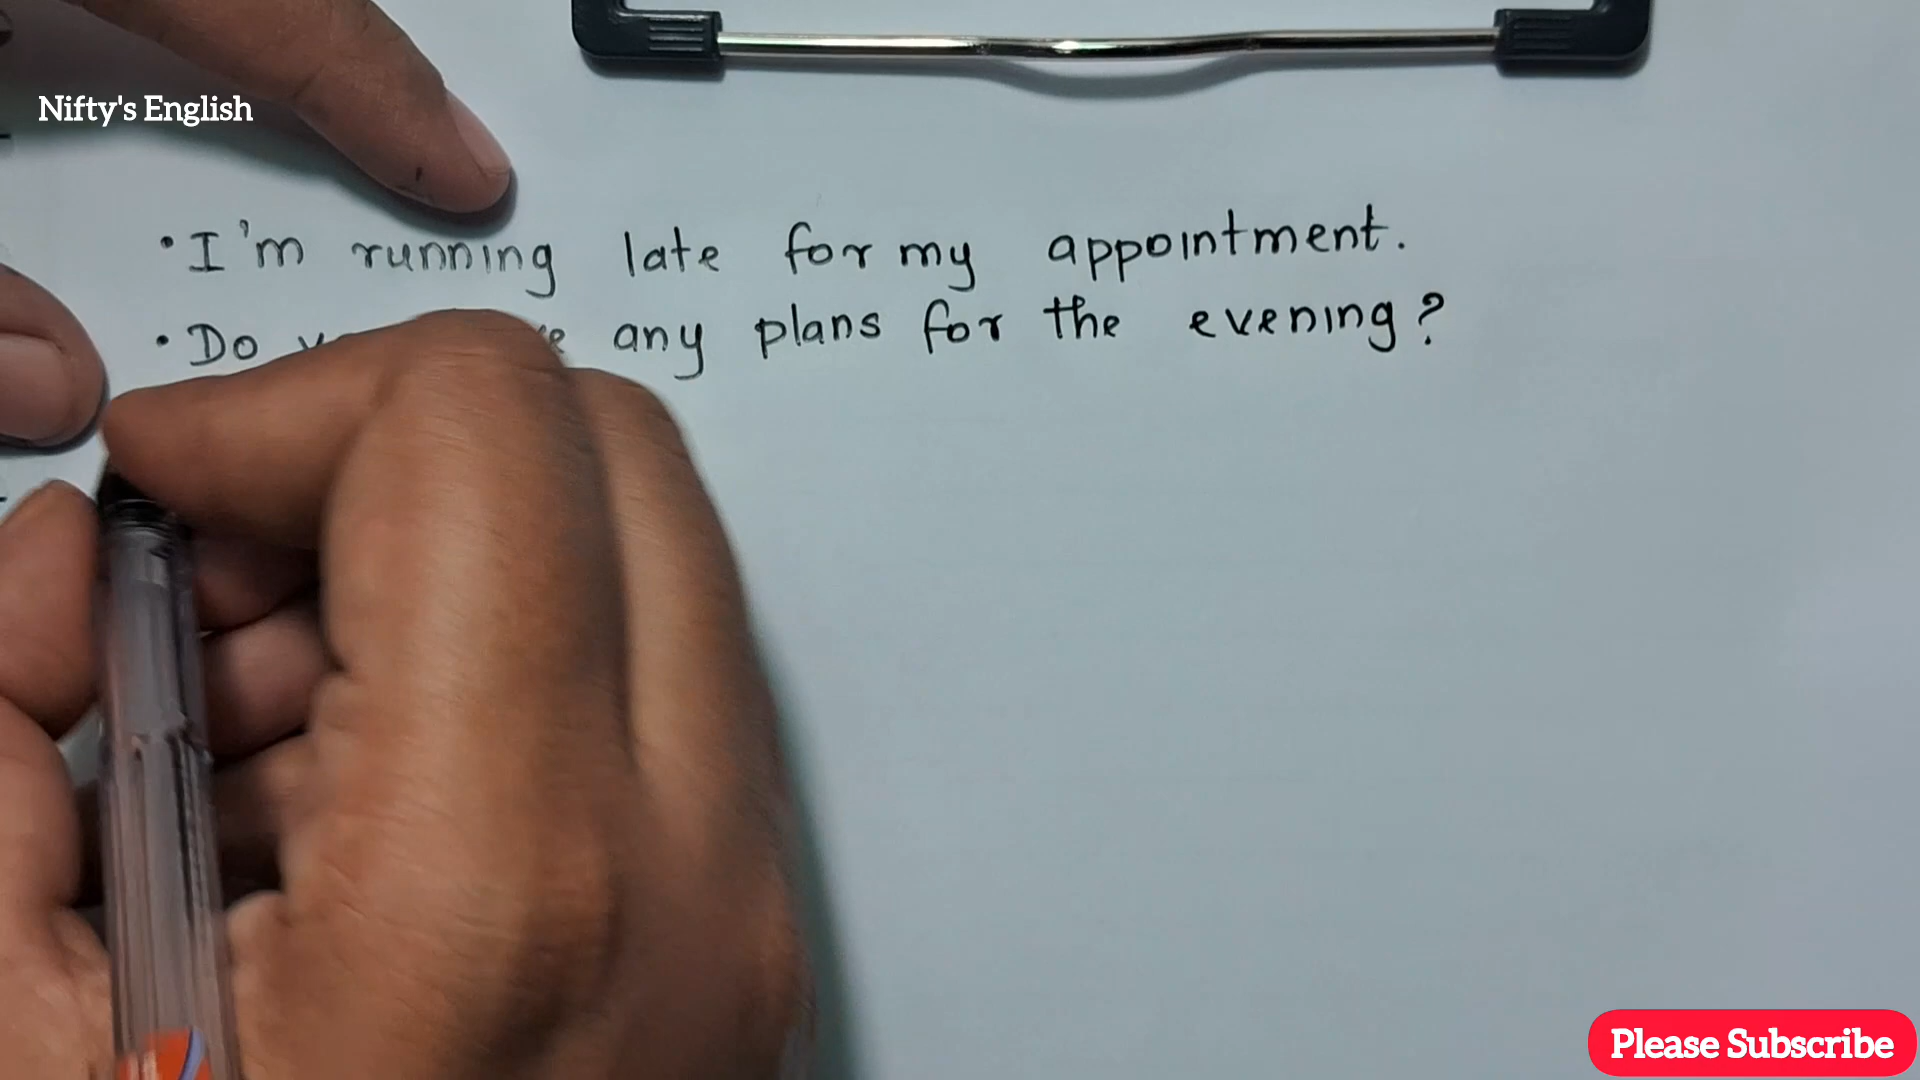 Nifty's English
• I'm running late for my appointment.
• Do any plans for the evening?
Please Subscribe